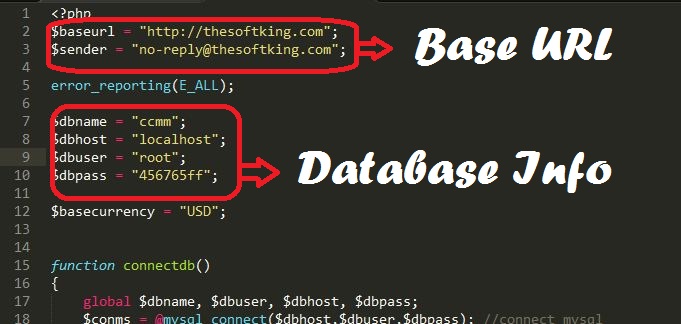 1 <?php
2 $baseurl = "http://thesoftking.com";
3 $sender = "no-reply@thesoftking.com";
Base URL
4
5 error_reporting(E_ALL);
6
7 $dbname = "ccmm";
8 $dbhost = "localhost";
9 $dbuser = "root";
10 $dbpass = "456765ff";
Database Info
11
12 $basecurrency = "USD";
13
14
15 function connectdb()
16 {
17 global $dbname, $dbuser, $dbhost, $dbpass;
18 $conms = @mysql_connect($dbhost,$dbuser,$dbpass); //connect mysql